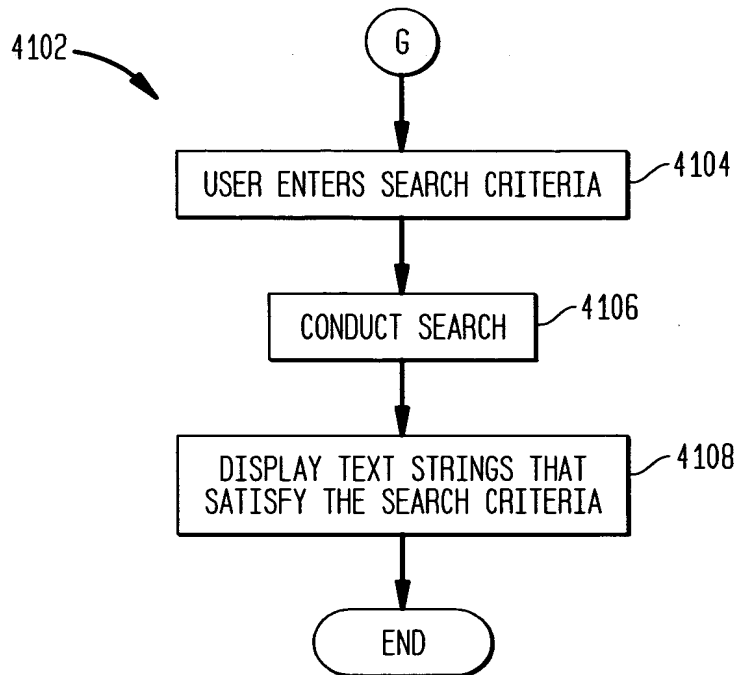 G
4102
USER ENTERS SEARCH CRITERIA
4104
CONDUCT SEARCH
4106
DISPLAY TEXT STRINGS THAT
SATISFY THE SEARCH CRITERIA
4108
END